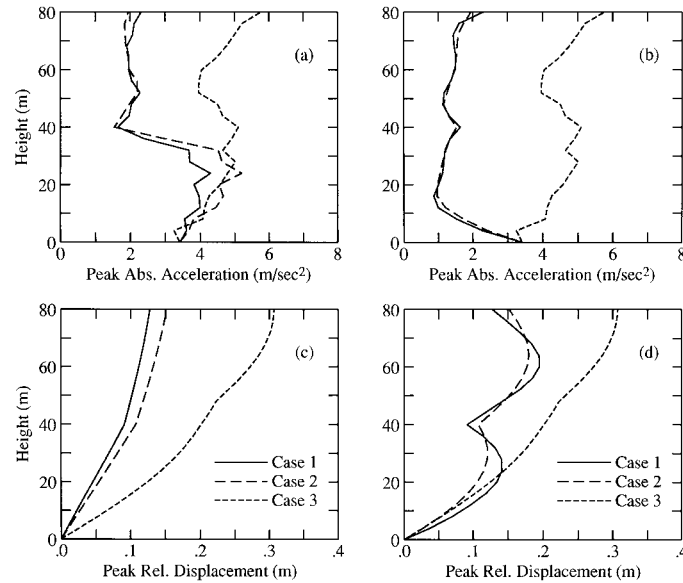 80
60
40
20
0
Height (m)
(a)
0 2 4 6 8
Peak Abs. Acceleration (m/sec²)
80
60
40
20
0
Height (m)
(b)
0 2 4 6 8
Peak Abs. Acceleration (m/sec²)
80
60
40
20
0
Height (m)
(c)
Case 1
Case 2
Case 3
.0 .1 .2 .3 .4
Peak Rel. Displacement (m)
80
60
40
20
0
Height (m)
(d)
Case 1
Case 2
Case 3
.0 .1 .2 .3 .4
Peak Rel. Displacement (m)